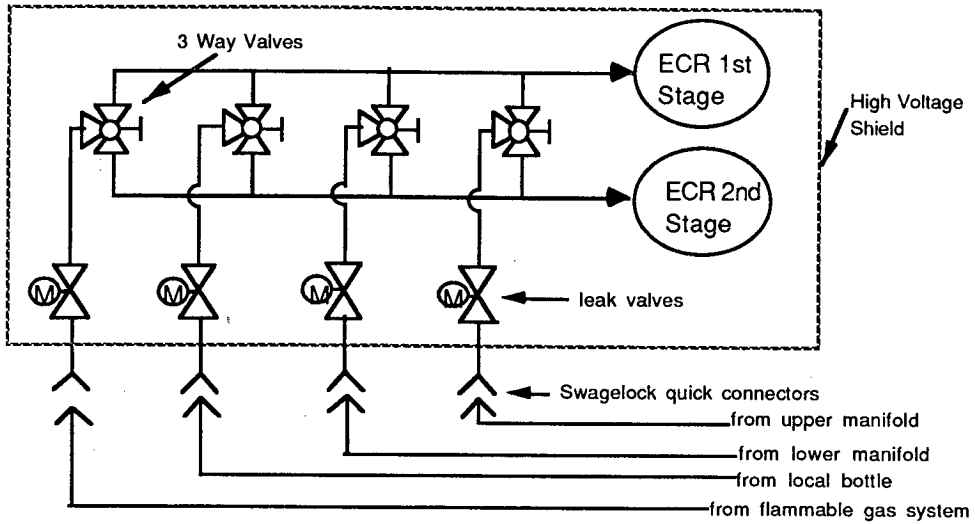 3 Way Valves
ECR 1st
Stage
High Voltage
Shield
ECR 2nd
Stage
M
M
M
M
leak valves
Swagelock quick connectors
from upper manifold
from lower manifold
from local bottle
from flammable gas system